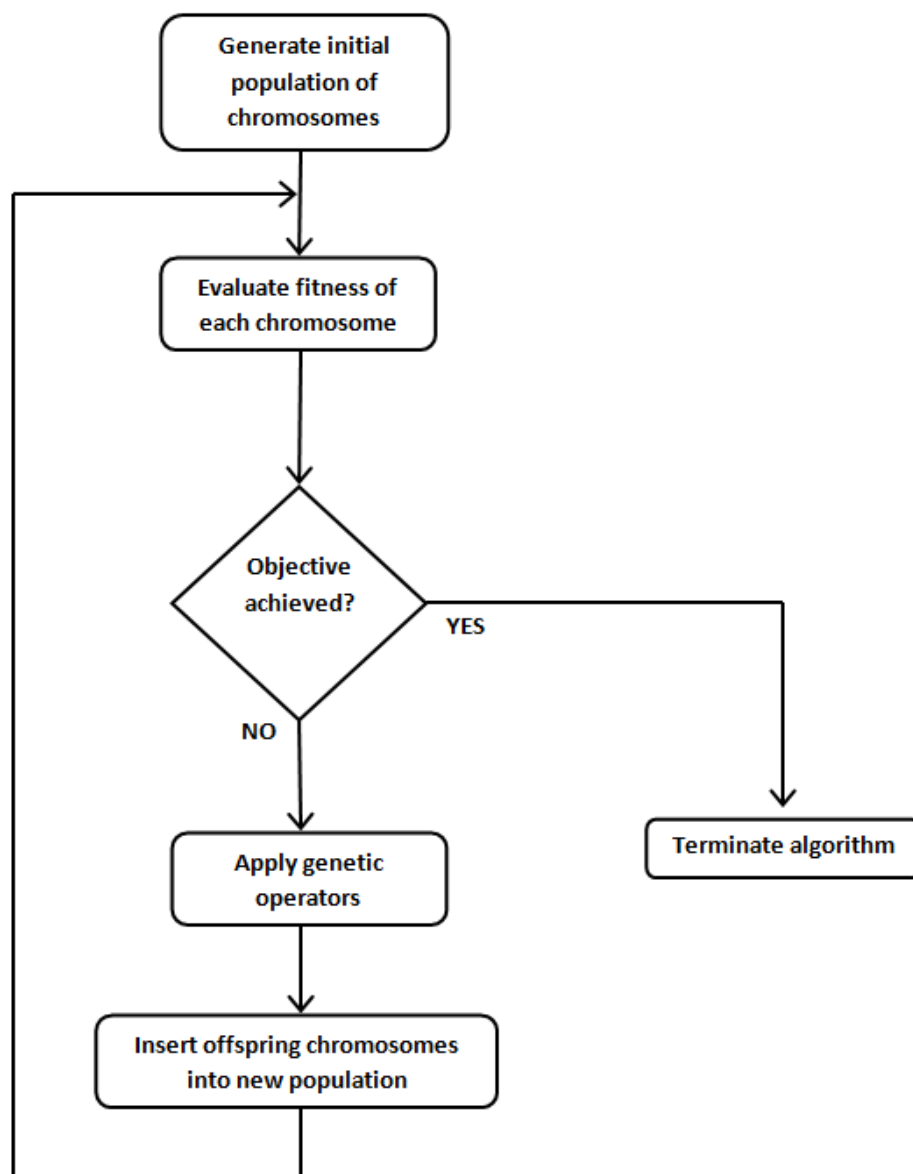 Generate initial
population of
chromosomes
Evaluate fitness of
each chromosome
Objective
achieved?
YES
NO
Apply genetic
operators
Terminate algorithm
Insert offspring chromosomes
into new population